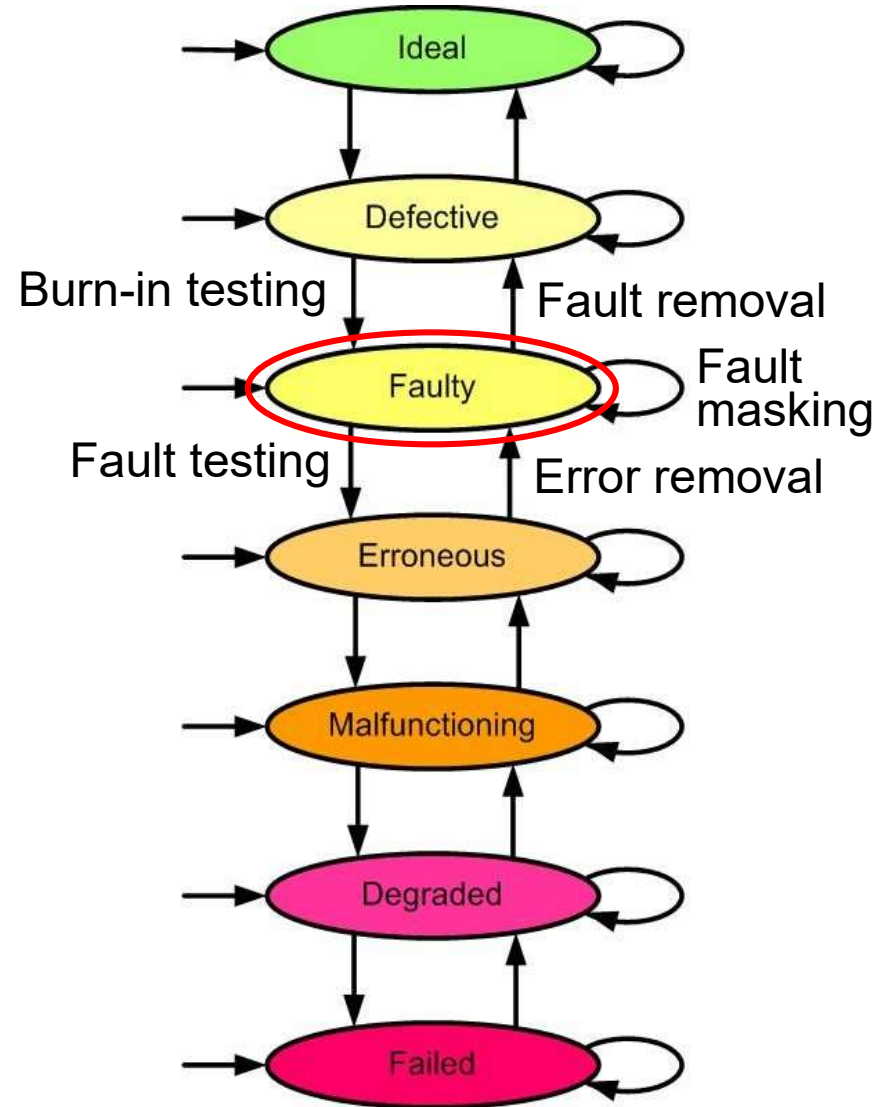 Ideal
Defective
Burn-in testing
Fault removal
Faulty
Fault
masking
Fault testing
Error removal
Erroneous
Malfunctioning
Degraded
Failed